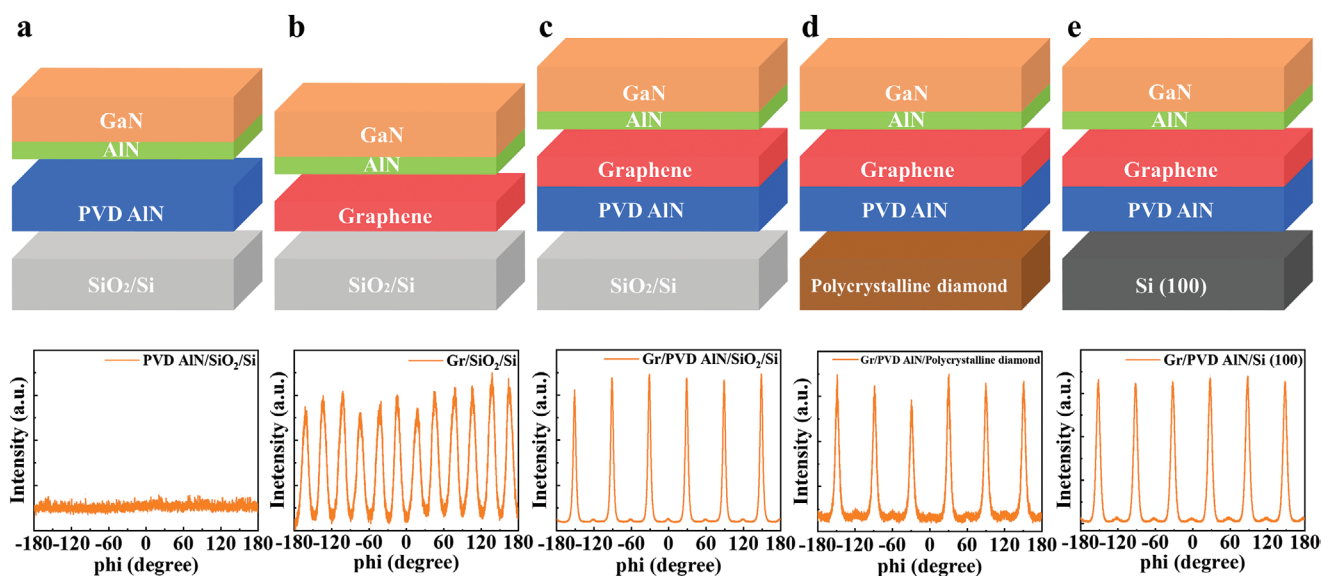 a
GaN
AlN
PVD AlN
SiO₂/Si
PVD AlN/SiO₂/Si
Intensity (a.u.)
-180 -120 -60 0 60 120 180
phi (degree)
b
GaN
AlN
Graphene
SiO₂/Si
Gr/SiO₂/Si
Inetensity (a.u.)
-180 -120 -60 0 60 120 180
phi (degree)
c
GaN
AlN
Graphene
PVD AlN
SiO₂/Si
Gr/PVD AlN/SiO₂/Si
Intensity (a.u.)
-180 -120 -60 0 60 120 180
phi (degree)
d
GaN
AlN
Graphene
PVD AlN
Polycrystalline diamond
Gr/PVD AlN/Polycrystalline diamond
Intensity (a.u.)
-180 -120 -60 0 60 120 180
phi (degree)
e
GaN
AlN
Graphene
PVD AlN
Si (100)
Gr/PVD AlN/Si (100)
Intensity (a.u.)
-180 -120 -60 0 60 120 180
phi (degree)